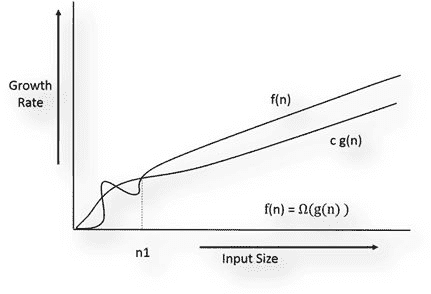 Growth
Rate
f(n)
c g(n)
f(n) = Ω(g(n) )
n1
Input Size